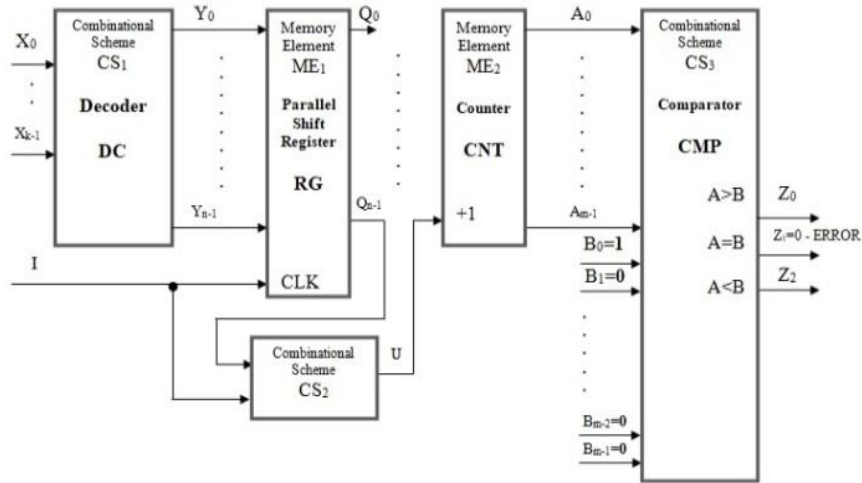 X0
Xk-1
I
Combinational
Scheme
CS1
Decoder
DC
Y0
Yn-1
Memory
Element
ME1
Parallel
Shift
Register
RG
CLK
Q0
Qn-1
Combinational
Scheme
CS2
U
Memory
Element
ME2
Counter
CNT
+1
A0
Am-1
B0=1
B1=0
Bm-2=0
Bm-1=0
Combinational
Scheme
CS3
Comparator
CMP
A>B
A=B
A<B
Z0
Z1=0 - ERROR
Z2